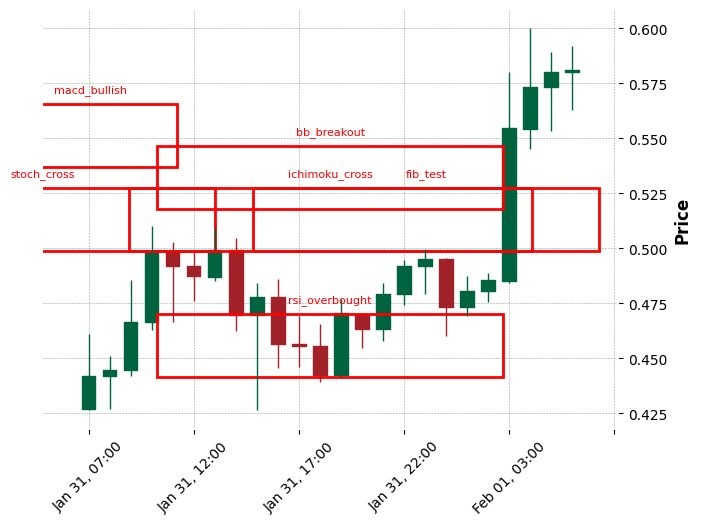 macd_bullish
bb_breakout
stoch_cross
ichimoku_cross
fib_test
rsi_overbought
0.600
0.575
0.550
0.525
0.500
0.475
0.450
0.425
Price
Jan 31, 07:00
Jan 31, 12:00
Jan 31, 17:00
Jan 31, 22:00
Feb 01, 03:00